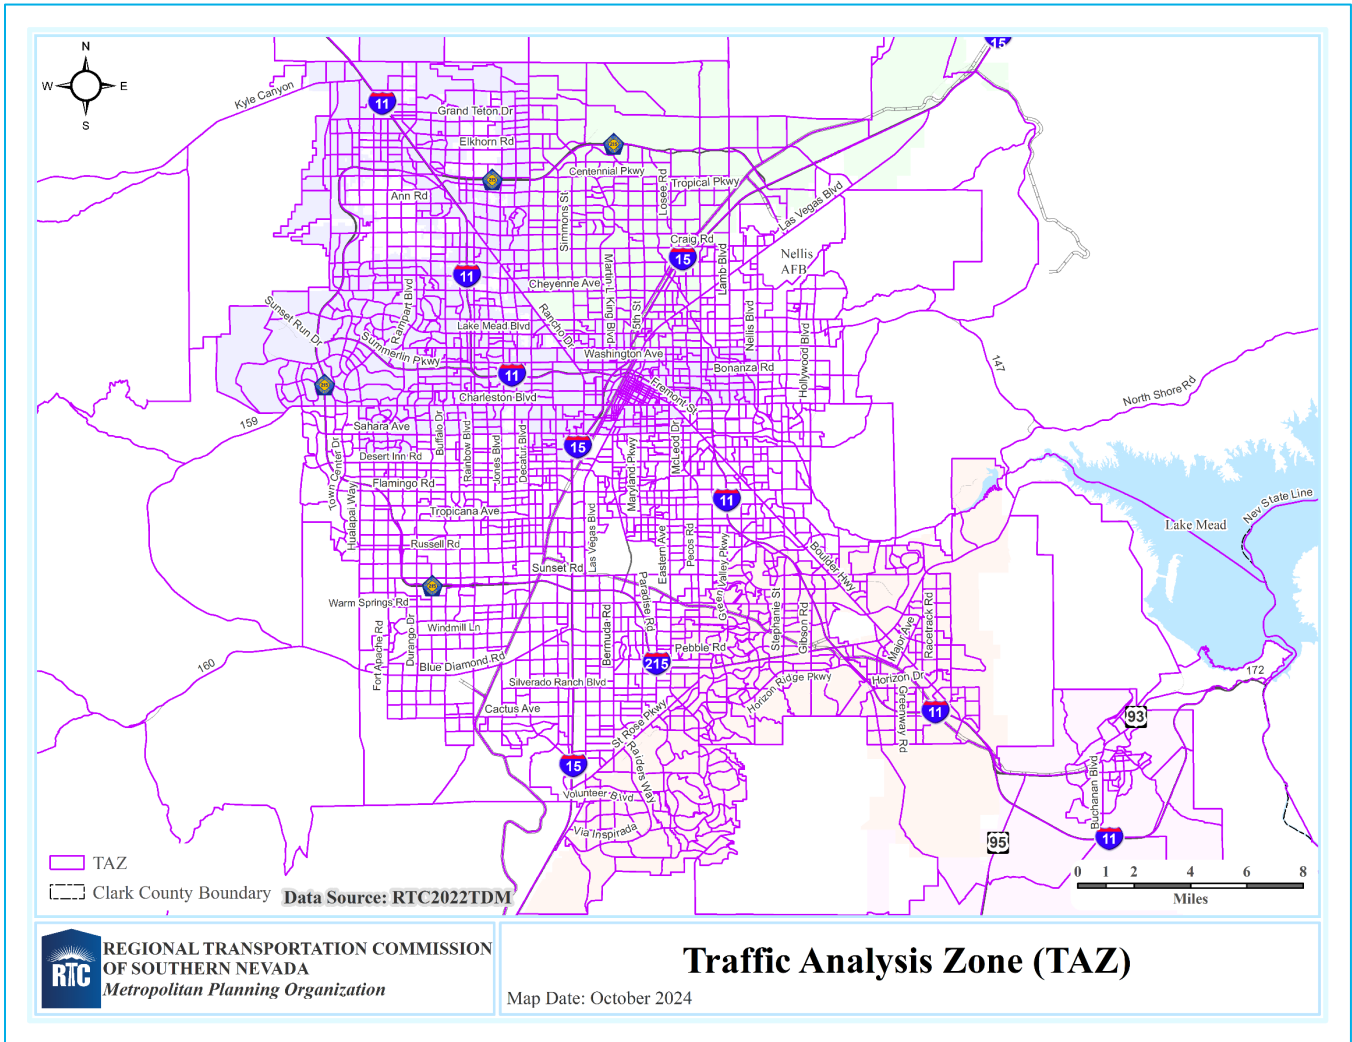 N
W
E
S
15
Kyle Canyon
11
Grand Teton Dr
Elkhorn Rd
215
Centennial Pkwy
215
Ann Rd
Simmons St
Losee Rd
Tropical Pkwy
Las Vegas Blvd
Craig Rd
15
Nellis
AFB
11
Cheyenne Ave
Martin L King Blvd
5th St
Lamb Blvd
Sunset Run Dr
Rampart Blvd
Lake Mead Blvd
Rancho Dr
Nellis Blvd
Hollywood Blvd
Summerlin Pkwy
Washington Ave
Bonanza Rd
147
215
11
Charleston Blvd
Fremont St
North Shore Rd
159
Sahara Ave
Buffalo Dr
Rainbow Blvd
Jones Blvd
Decatur Blvd
15
Maryland Pkwy
McLeod Dr
Desert Inn Rd
Town Center Dr
Flamingo Rd
11
Hualapai Way
Tropicana Ave
Las Vegas Blvd
Lake Mead
Nev State Line
Russell Rd
Eastern Ave
Pecos Rd
Green Valley Pkwy
Boulder Hwy
Sunset Rd
215
Warm Springs Rd
Paradise Rd
Stephanie St
Gibson Rd
Racetrack Rd
Fort Apache Rd
Durango Dr
Windmill Ln
Bermuda Rd
Major Ave
Pebble Rd
160
Blue Diamond Rd
215
172
Silverado Ranch Blvd
Horizon Ridge Pkwy
Horizon Dr
Greenway Rd
Cactus Ave
St Rose Pkwy
11
93
Raiders Way
15
Buchanan Blvd
Volunteer Blvd
Via Inspirada
11
95
TAZ
Clark County Boundary
Data Source: RTC2022TDM
0 1 2 4 6 8
Miles
RTC
REGIONAL TRANSPORTATION COMMISSION
OF SOUTHERN NEVADA
Metropolitan Planning Organization
Traffic Analysis Zone (TAZ)
Map Date: October 2024